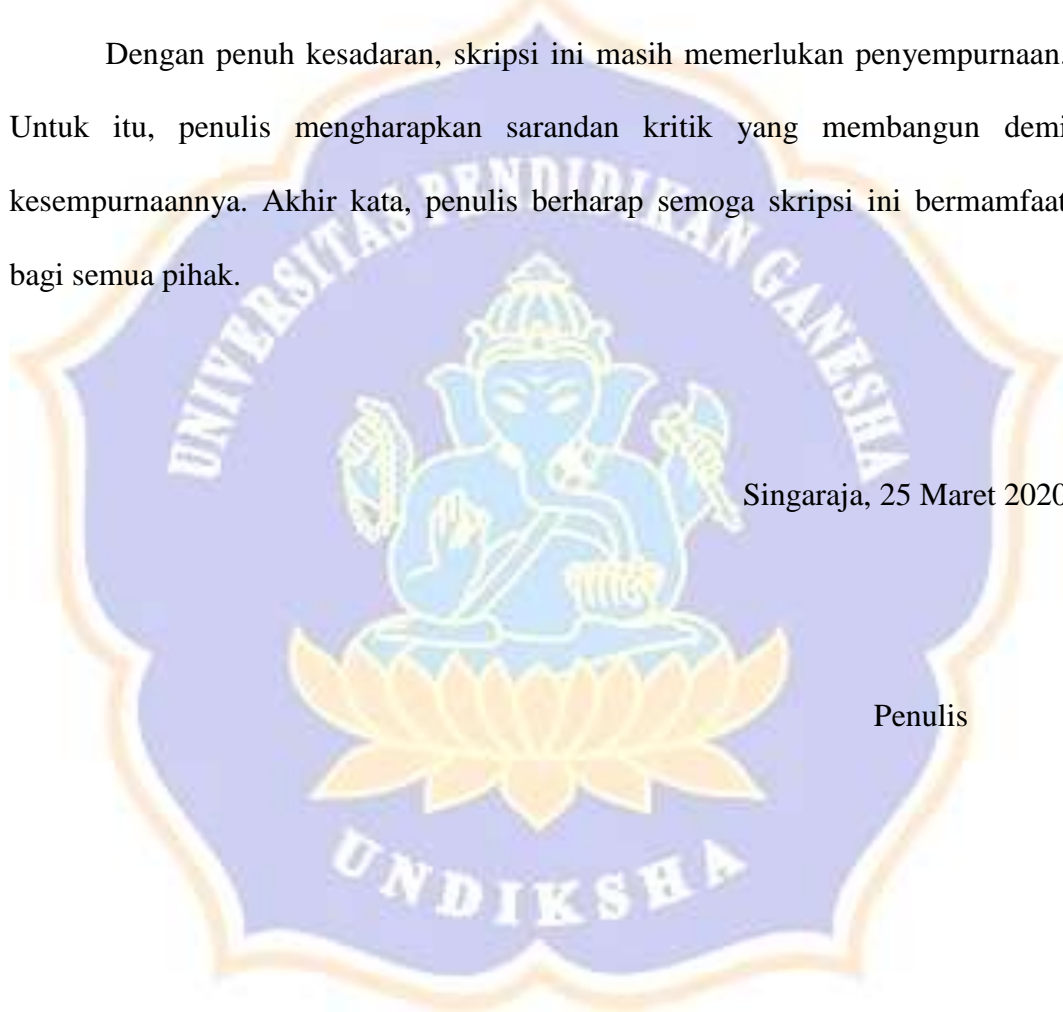 Dengan penuh kesadaran, skripsi ini masih memerlukan penyempurnaan.
Untuk itu, penulis mengharapkan sarandan kritik yang membangun demi
kesempurnaannya. Akhir kata, penulis berharap semoga skripsi ini bermamfaat
bagi semua pihak.
UNIVERSITAS PENDIDIKAN GANESHA
Singaraja, 25 Maret 2020
Penulis
UNDIKSHA